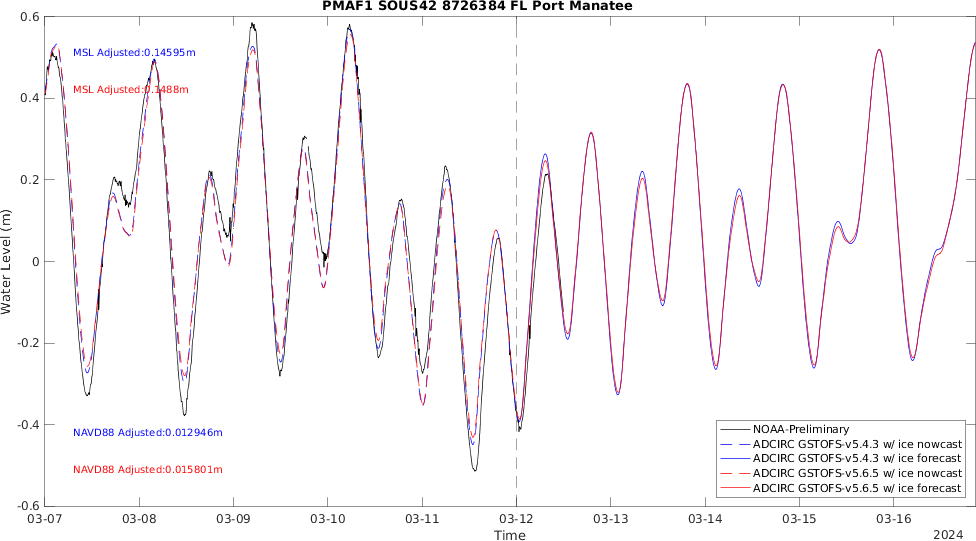 PMAF1 SOUS42 8726384 FL Port Manatee
0.6
0.4
0.2
0
-0.2
-0.4
-0.6
Water Level (m)
MSL Adjusted:0.14595m
MSL Adjusted:0.1488m
NAVD88 Adjusted:0.012946m
NAVD88 Adjusted:0.015801m
NOAA-Preliminary
ADCIRC GSTOFS-v5.4.3 w/ ice nowcast
ADCIRC GSTOFS-v5.4.3 w/ ice forecast
ADCIRC GSTOFS-v5.6.5 w/ ice nowcast
ADCIRC GSTOFS-v5.6.5 w/ ice forecast
03-07 03-08 03-09 03-10 03-11 03-12 03-13 03-14 03-15 03-16
Time
2024